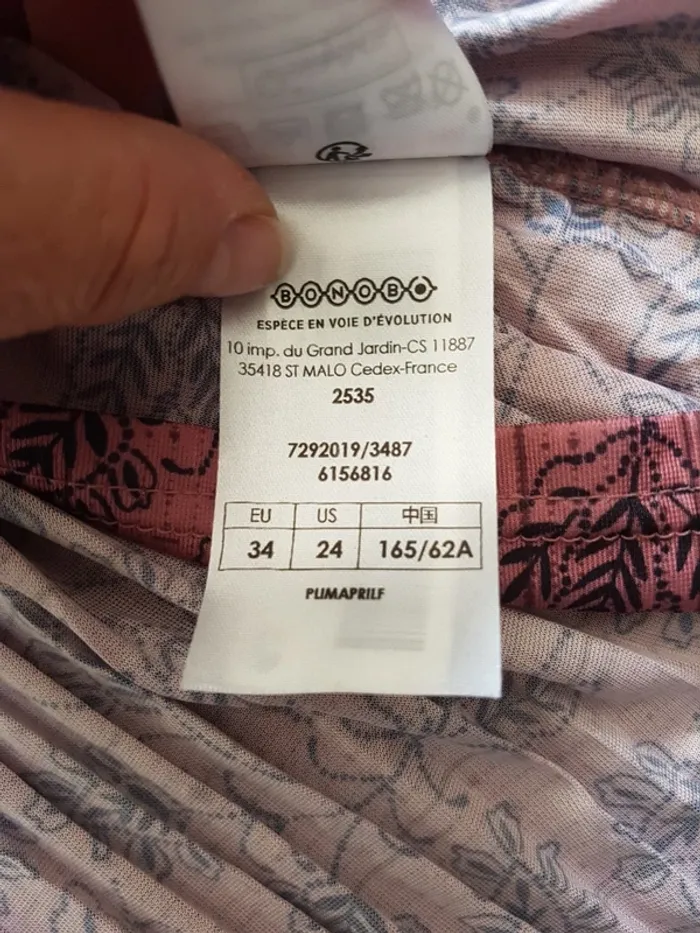 BONOBO
ESPÈCE EN VOIE D'ÉVOLUTION
10 imp. du Grand Jardin-CS 11887
35418 ST MALO Cedex-France
2535
7292019/3487
6156816
EU US 中国
34 24 165/62A
PLIMAPRILF